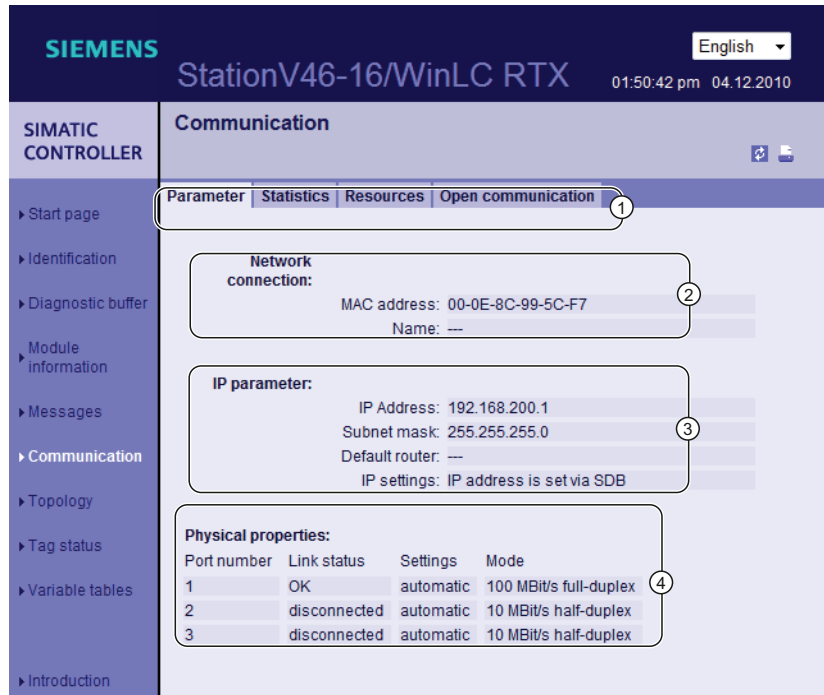 SIEMENS
English
StationV46-16/WinLC RTX
01:50:42 pm 04.12.2010
SIMATIC
CONTROLLER
Communication
Start page
Identification
Diagnostic buffer
Module
information
Messages
Communication
Topology
Tag status
Variable tables
Introduction
Parameter Statistics Resources Open communication
1
Network
connection:
MAC address: 00-0E-8C-99-5C-F7
Name: ---
2
IP parameter:
IP Address: 192.168.200.1
Subnet mask: 255.255.255.0
Default router: ---
IP settings: IP address is set via SDB
3
Physical properties:
Port number Link status Settings Mode
1 OK automatic 100 MBit/s full-duplex
2 disconnected automatic 10 MBit/s half-duplex
3 disconnected automatic 10 MBit/s half-duplex
4